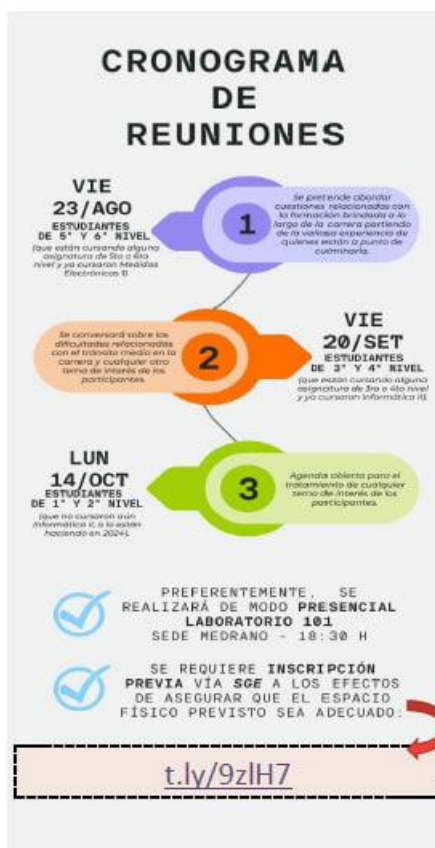 CRONOGRAMA
DE
REUNIONES
VIE
23/AGO
ESTUDIANTES
DE 5° Y 6° NIVEL
(que están cursando alguna
asignatura de 5to o 6to
nivel y ya cursaron Medidas
Electrónicas I).
1
Se pretende abordar
cuestiones relacionadas con
la formación brindada a lo
largo de la carrera partiendo
de la valiosa experiencia de
quienes están a punto de
culminarla.
Se conversará sobre las
dificultades relacionadas
con el tránsito medio en la
carrera y cualquier otro
tema de interés de los
participantes.
2
VIE
20/SET
ESTUDIANTES
DE 3° Y 4° NIVEL
(que están cursando alguna
asignatura de 3ro o 4to nivel
y ya cursaron Informática II).
LUN
14/OCT
ESTUDIANTES
DE 1° Y 2° NIVEL
(que no cursaron aún
Informática II, o lo están
haciendo en 2024).
3
Agenda abierta para el
tratamiento de cualquier
tema de interés de los
participantes.
PREFERENTEMENTE, SE
REALIZARÁ DE MODO PRESENCIAL
LABORATORIO 101
SEDE MEDRANO - 18:30 H
SE REQUIERE INSCRIPCIÓN
PREVIA VÍA SGE A LOS EFECTOS
DE ASEGURAR QUE EL ESPACIO
FÍSICO PREVISTO SEA ADECUADO:
t.ly/9zlH7